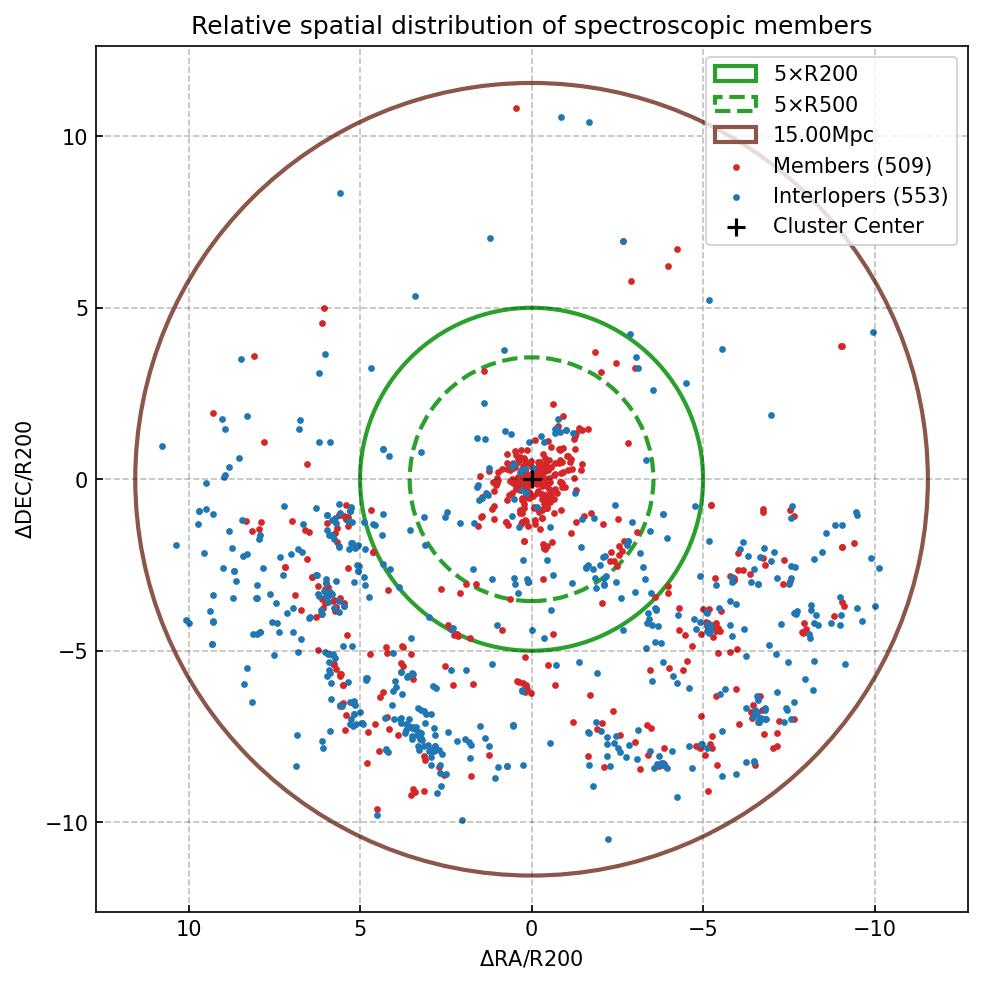 Relative spatial distribution of spectroscopic members
5×R200
5×R500
15.00Mpc
Members (509)
Interlopers (553)
Cluster Center
10
5
0
−5
−10
ΔDEC/R200
10
5
0
−5
−10
ΔRA/R200